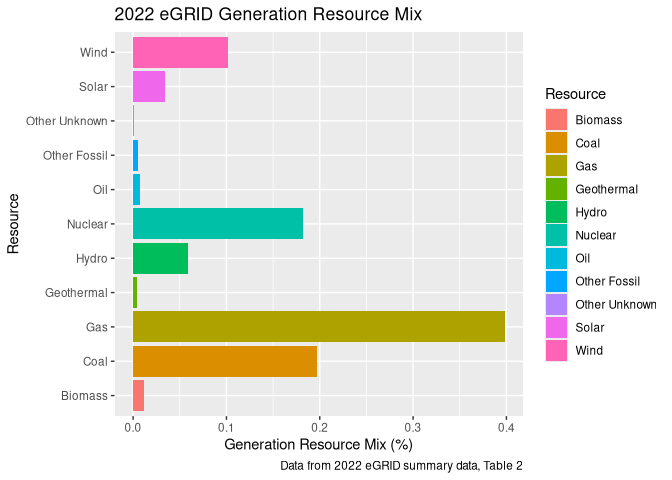 2022 eGRID Generation Resource Mix
Resource
Wind
Solar
Other Unknown
Other Fossil
Oil
Nuclear
Hydro
Geothermal
Gas
Coal
Biomass
0.0 0.1 0.2 0.3 0.4
Generation Resource Mix (%)
Data from 2022 eGRID summary data, Table 2
Resource
Biomass
Coal
Gas
Geothermal
Hydro
Nuclear
Oil
Other Fossil
Other Unknown
Solar
Wind